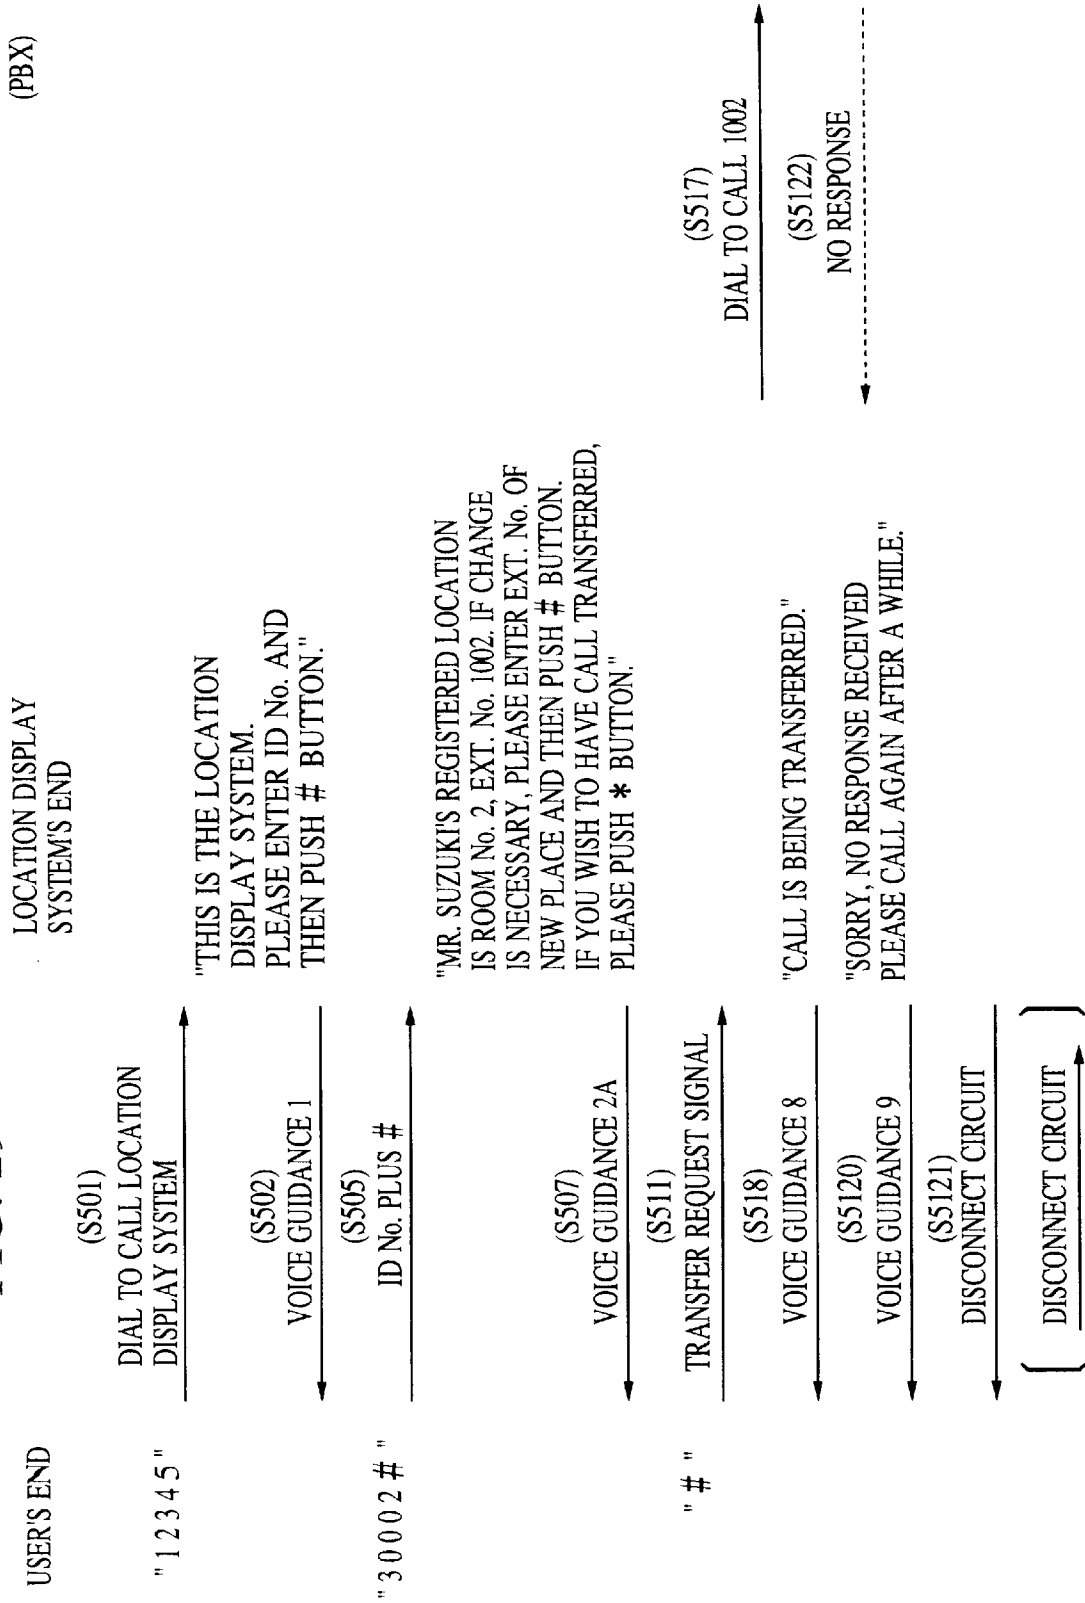 USER'S END
LOCATION DISPLAY
SYSTEM'S END
(PBX)
(S501)
DIAL TO CALL LOCATION
DISPLAY SYSTEM
"12345"
"THIS IS THE LOCATION
DISPLAY SYSTEM.
PLEASE ENTER ID No. AND
THEN PUSH # BUTTON."
(S502)
VOICE GUIDANCE 1
(S505)
ID No. PLUS #
"30002#"
"MR. SUZUKI'S REGISTERED LOCATION
IS ROOM No. 2, EXT. No. 1002. IF CHANGE
IS NECESSARY, PLEASE ENTER EXT. No. OF
NEW PLACE AND THEN PUSH # BUTTON.
IF YOU WISH TO HAVE CALL TRANSFERRED,
PLEASE PUSH * BUTTON."
(S507)
VOICE GUIDANCE 2A
(S511)
TRANSFER REQUEST SIGNAL
"#"
(S517)
DIAL TO CALL 1002
(S518)
VOICE GUIDANCE 8
"CALL IS BEING TRANSFERRED."
(S5122)
NO RESPONSE
(S5120)
VOICE GUIDANCE 9
"SORRY, NO RESPONSE RECEIVED
PLEASE CALL AGAIN AFTER A WHILE."
(S5121)
DISCONNECT CIRCUIT
DISCONNECT CIRCUIT